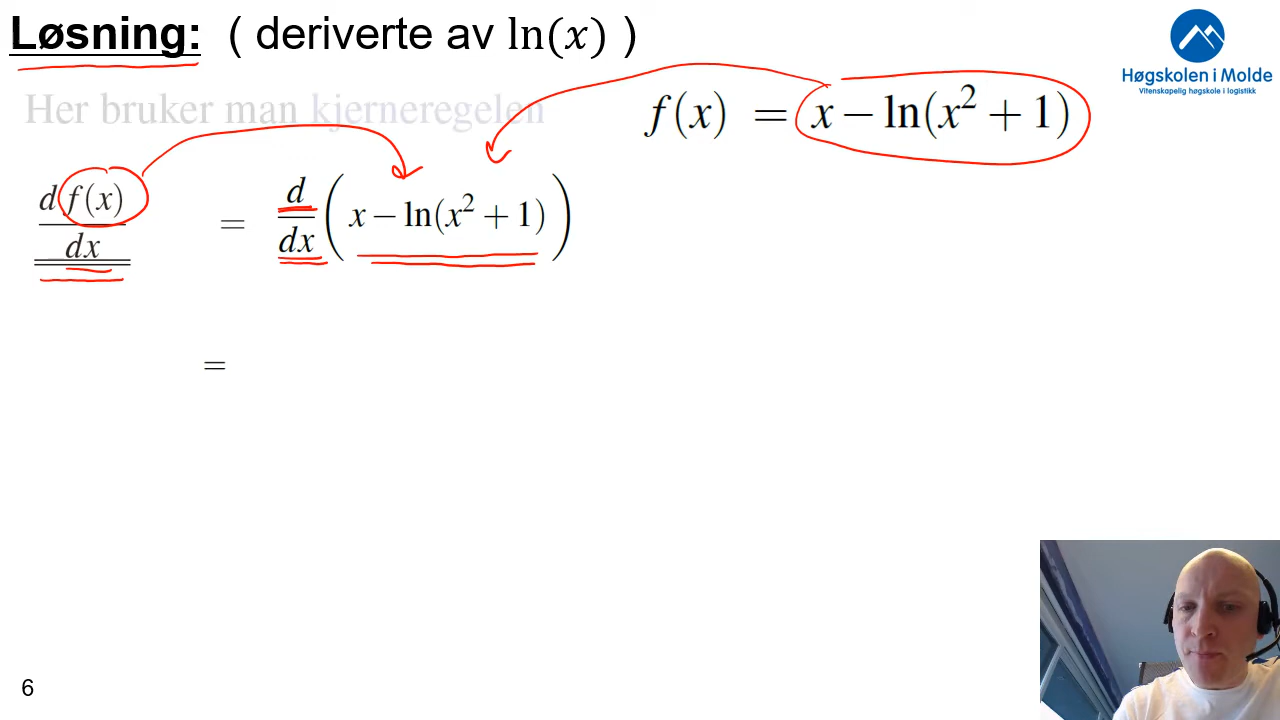 Løsning: ( deriverte av ln(x) )
Høgskolen i Molde
Vitenskapelig høgskole i logistikk
Her bruker man kjerneregelen
f(x) = x − ln(x² + 1)
d f(x) / dx = d/dx ( x − ln(x² + 1) )
=
6